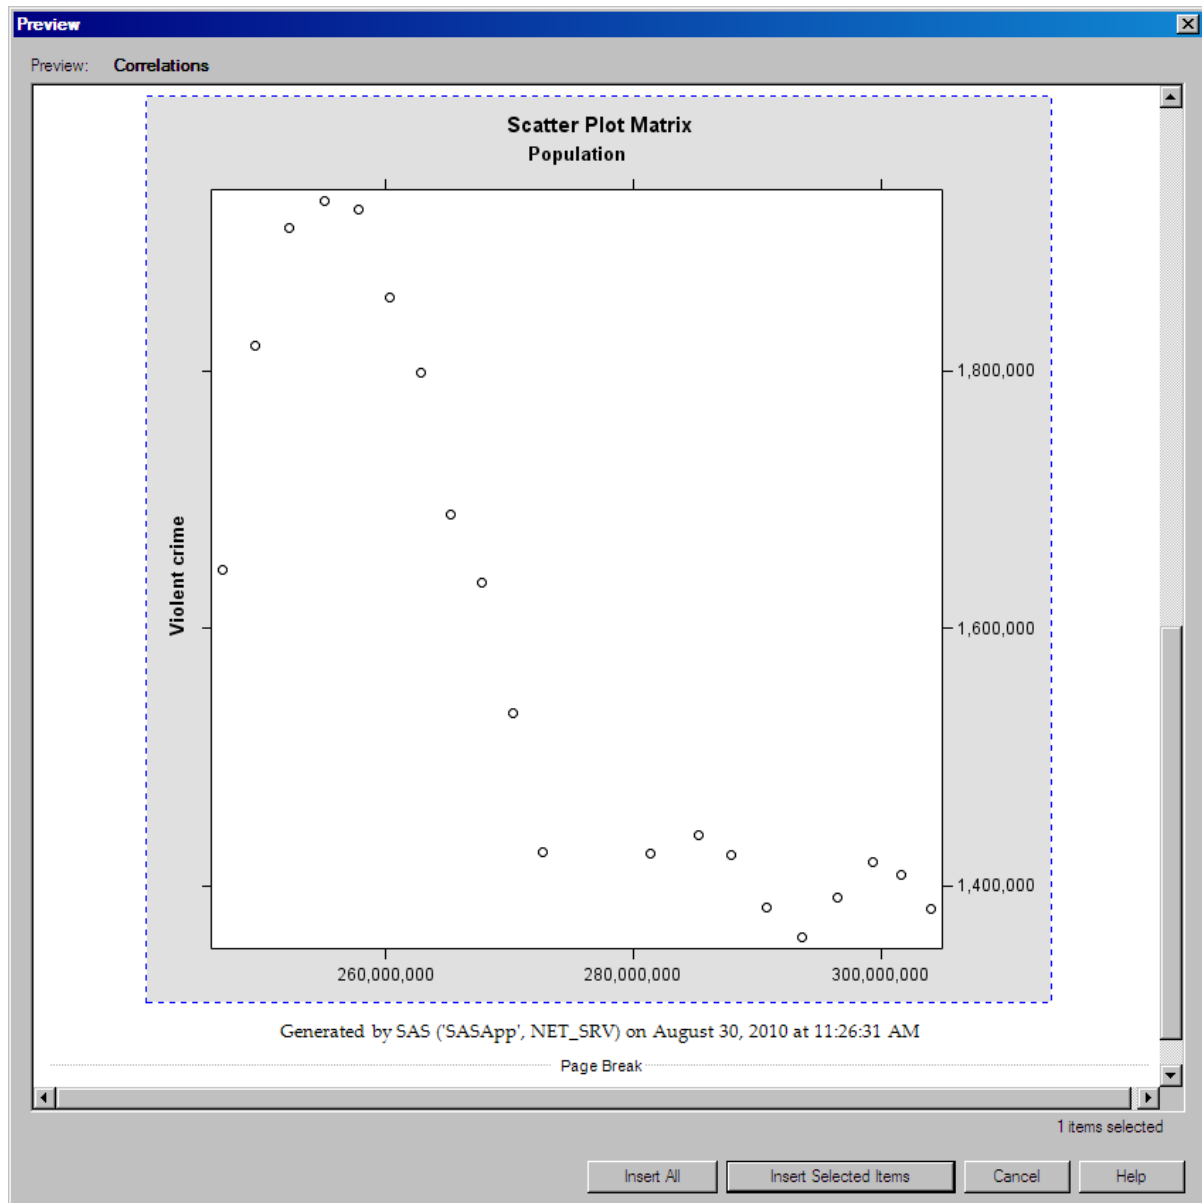 Preview
Preview: Correlations
Scatter Plot Matrix
Population
Violent crime
1,800,000
1,600,000
1,400,000
260,000,000 280,000,000 300,000,000
Generated by SAS ('SASApp', NET_SRV) on August 30, 2010 at 11:26:31 AM
Page Break
1 items selected
Insert All Insert Selected Items Cancel Help